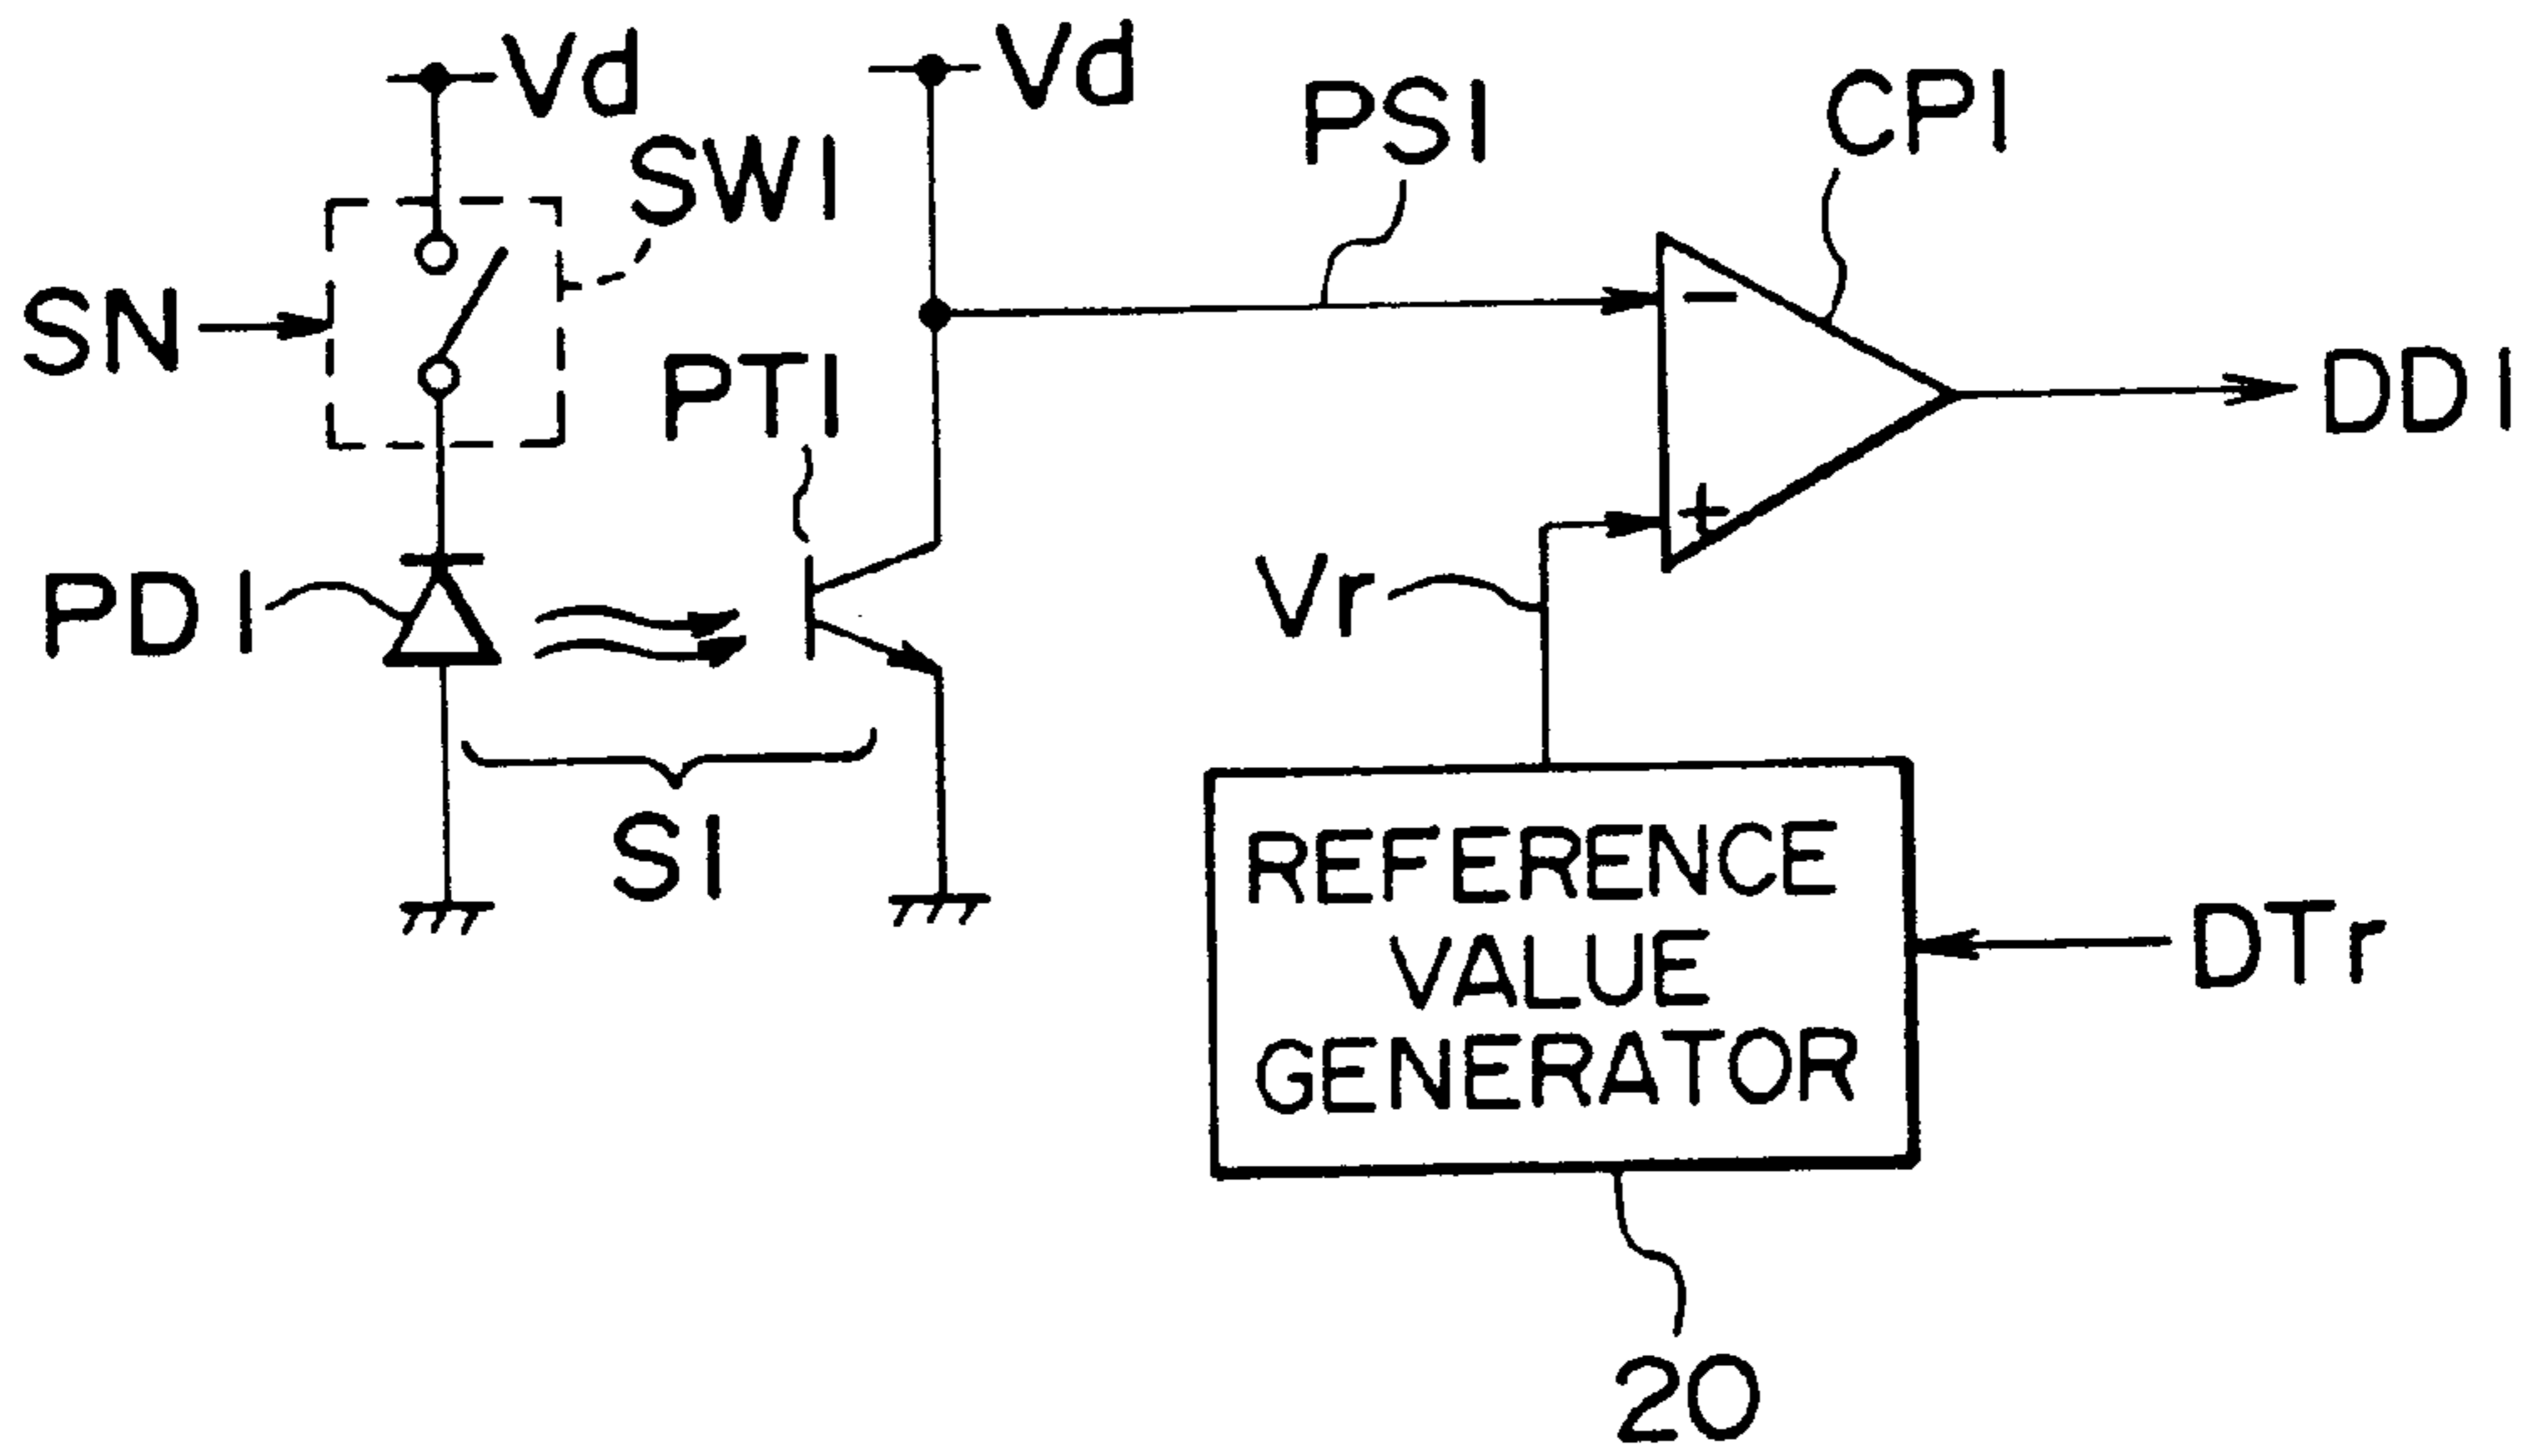 Vd
Vd
SW1
PS1
CP1
SN
PT1
DD1
-
+
PD1
Vr
S1
REFERENCE
VALUE
GENERATOR
DTr
20